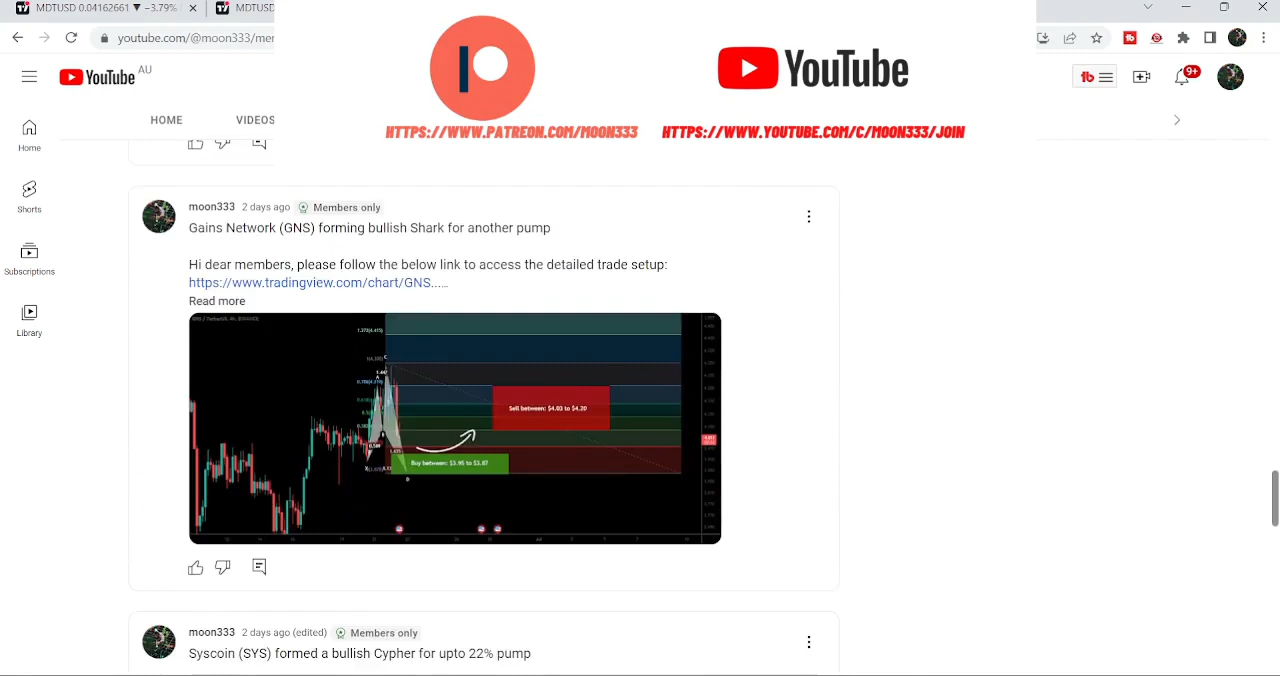 MDTUSD 0.04162661 ▼ −3.79%
MDTUSD
youtube.com/@moon333/mer
YouTube
HTTPS://WWW.PATREON.COM/MOON333
HTTPS://WWW.YOUTUBE.COM/C/MOON333/JOIN
YouTube AU
9+
HOME
VIDEOS
Home
Shorts
Subscriptions
Library
moon333 2 days ago Members only
Gains Network (GNS) forming bullish Shark for another pump
Hi dear members, please follow the below link to access the detailed trade setup:
https://www.tradingview.com/chart/GNS...…
Read more
Sell between: $4.03 to $4.20
Buy between: $3.95 to $3.87
moon333 2 days ago (edited) Members only
Syscoin (SYS) formed a bullish Cypher for upto 22% pump